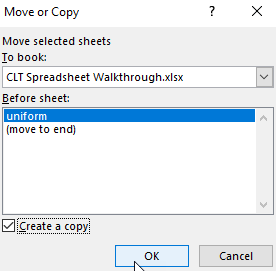 Move or Copy
Move selected sheets
To book:
CLT Spreadsheet Walkthrough.xlsx
Before sheet:
uniform
(move to end)
Create a copy
OK Cancel